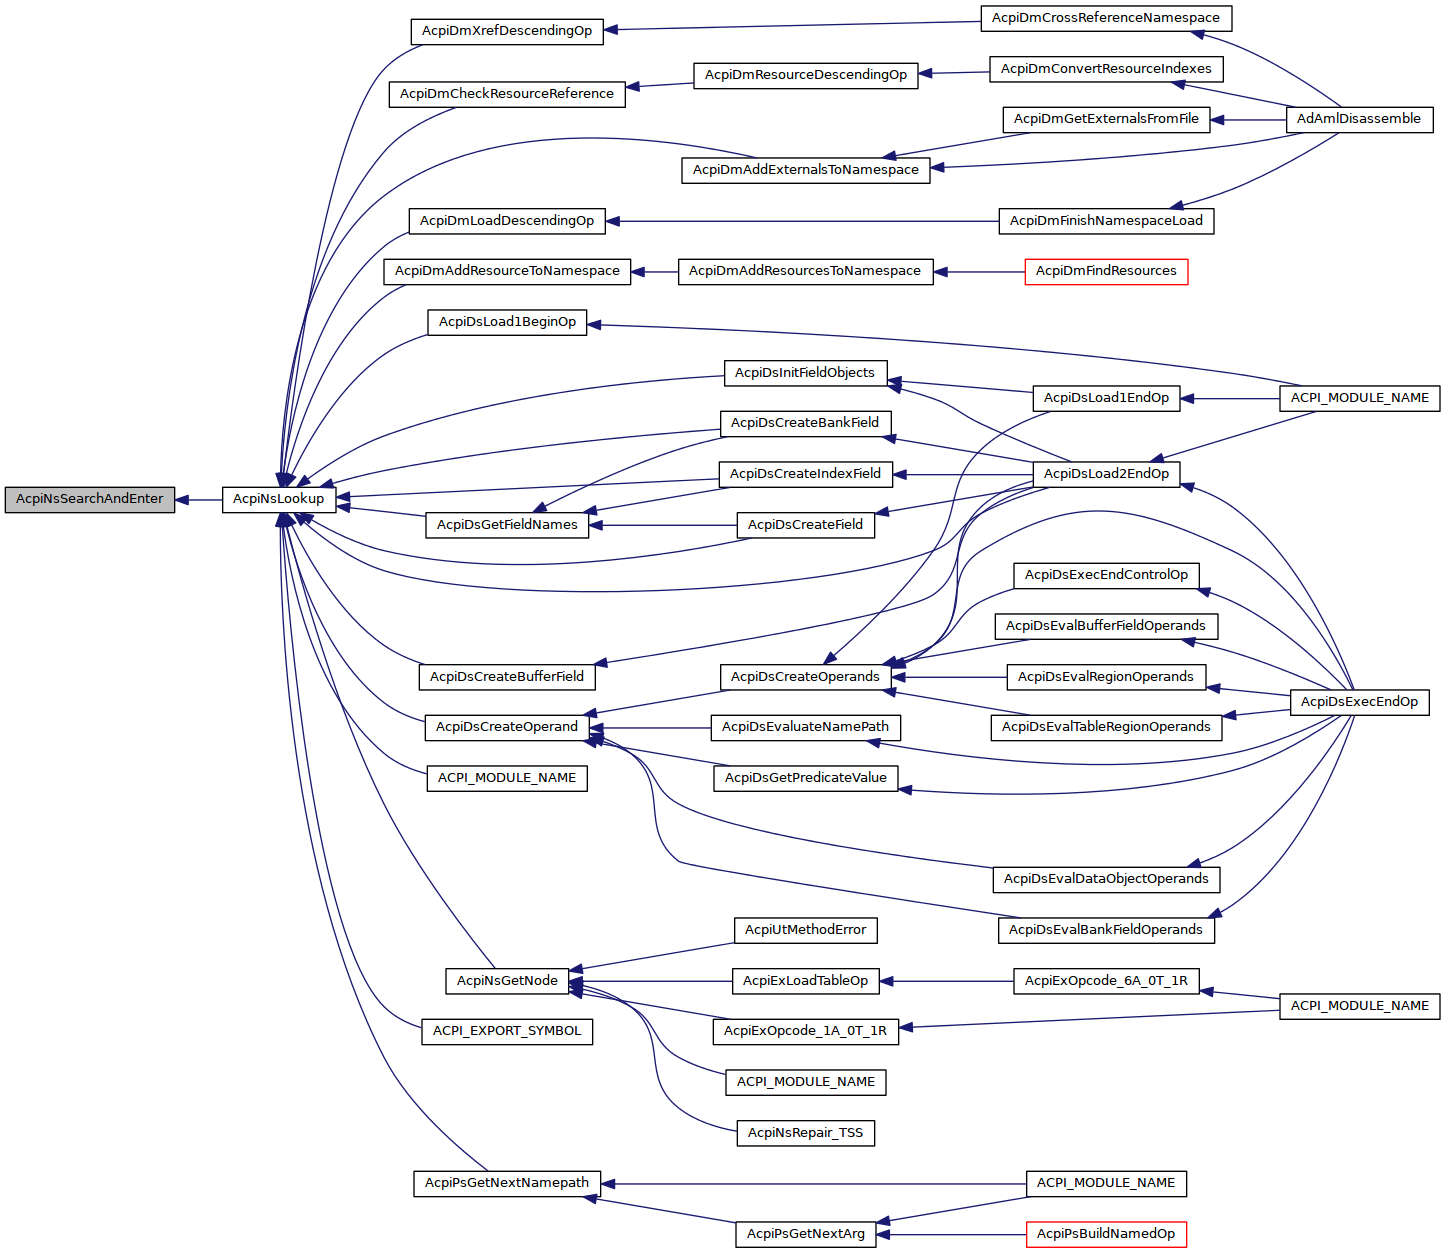 AcpiDmCrossReferenceNamespace
AcpiDmXrefDescendingOp
AcpiDmConvertResourceIndexes
AcpiDmResourceDescendingOp
AcpiDmCheckResourceReference
AcpiDmGetExternalsFromFile
AdAmlDisassemble
AcpiDmAddExternalsToNamespace
AcpiDmLoadDescendingOp
AcpiDmFinishNamespaceLoad
AcpiDmAddResourceToNamespace
AcpiDmAddResourcesToNamespace
AcpiDmFindResources
AcpiDsLoad1BeginOp
AcpiDsInitFieldObjects
AcpiDsLoad1EndOp
ACPI_MODULE_NAME
AcpiDsCreateBankField
AcpiDsCreateIndexField
AcpiDsLoad2EndOp
AcpiNsSearchAndEnter
AcpiNsLookup
AcpiDsGetFieldNames
AcpiDsCreateField
AcpiDsExecEndControlOp
AcpiDsEvalBufferFieldOperands
AcpiDsCreateBufferField
AcpiDsCreateOperands
AcpiDsEvalRegionOperands
AcpiDsExecEndOp
AcpiDsCreateOperand
AcpiDsEvaluateNamePath
AcpiDsEvalTableRegionOperands
ACPI_MODULE_NAME
AcpiDsGetPredicateValue
AcpiDsEvalDataObjectOperands
AcpiUtMethodError
AcpiDsEvalBankFieldOperands
AcpiNsGetNode
AcpiExLoadTableOp
AcpiExOpcode_6A_0T_1R
ACPI_MODULE_NAME
ACPI_EXPORT_SYMBOL
AcpiExOpcode_1A_0T_1R
ACPI_MODULE_NAME
AcpiNsRepair_TSS
AcpiPsGetNextNamepath
ACPI_MODULE_NAME
AcpiPsGetNextArg
AcpiPsBuildNamedOp